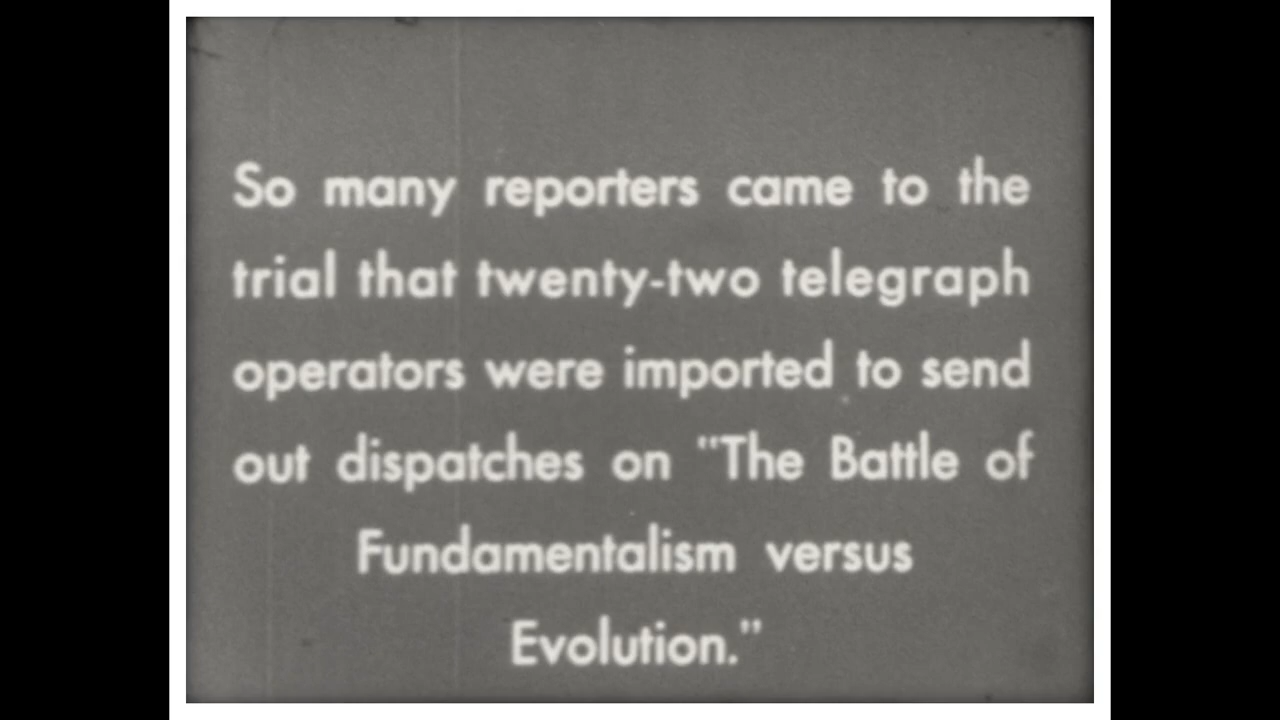 So many reporters came to the
trial that twenty-two telegraph
operators were imported to send
out dispatches on "The Battle of
Fundamentalism versus
Evolution."